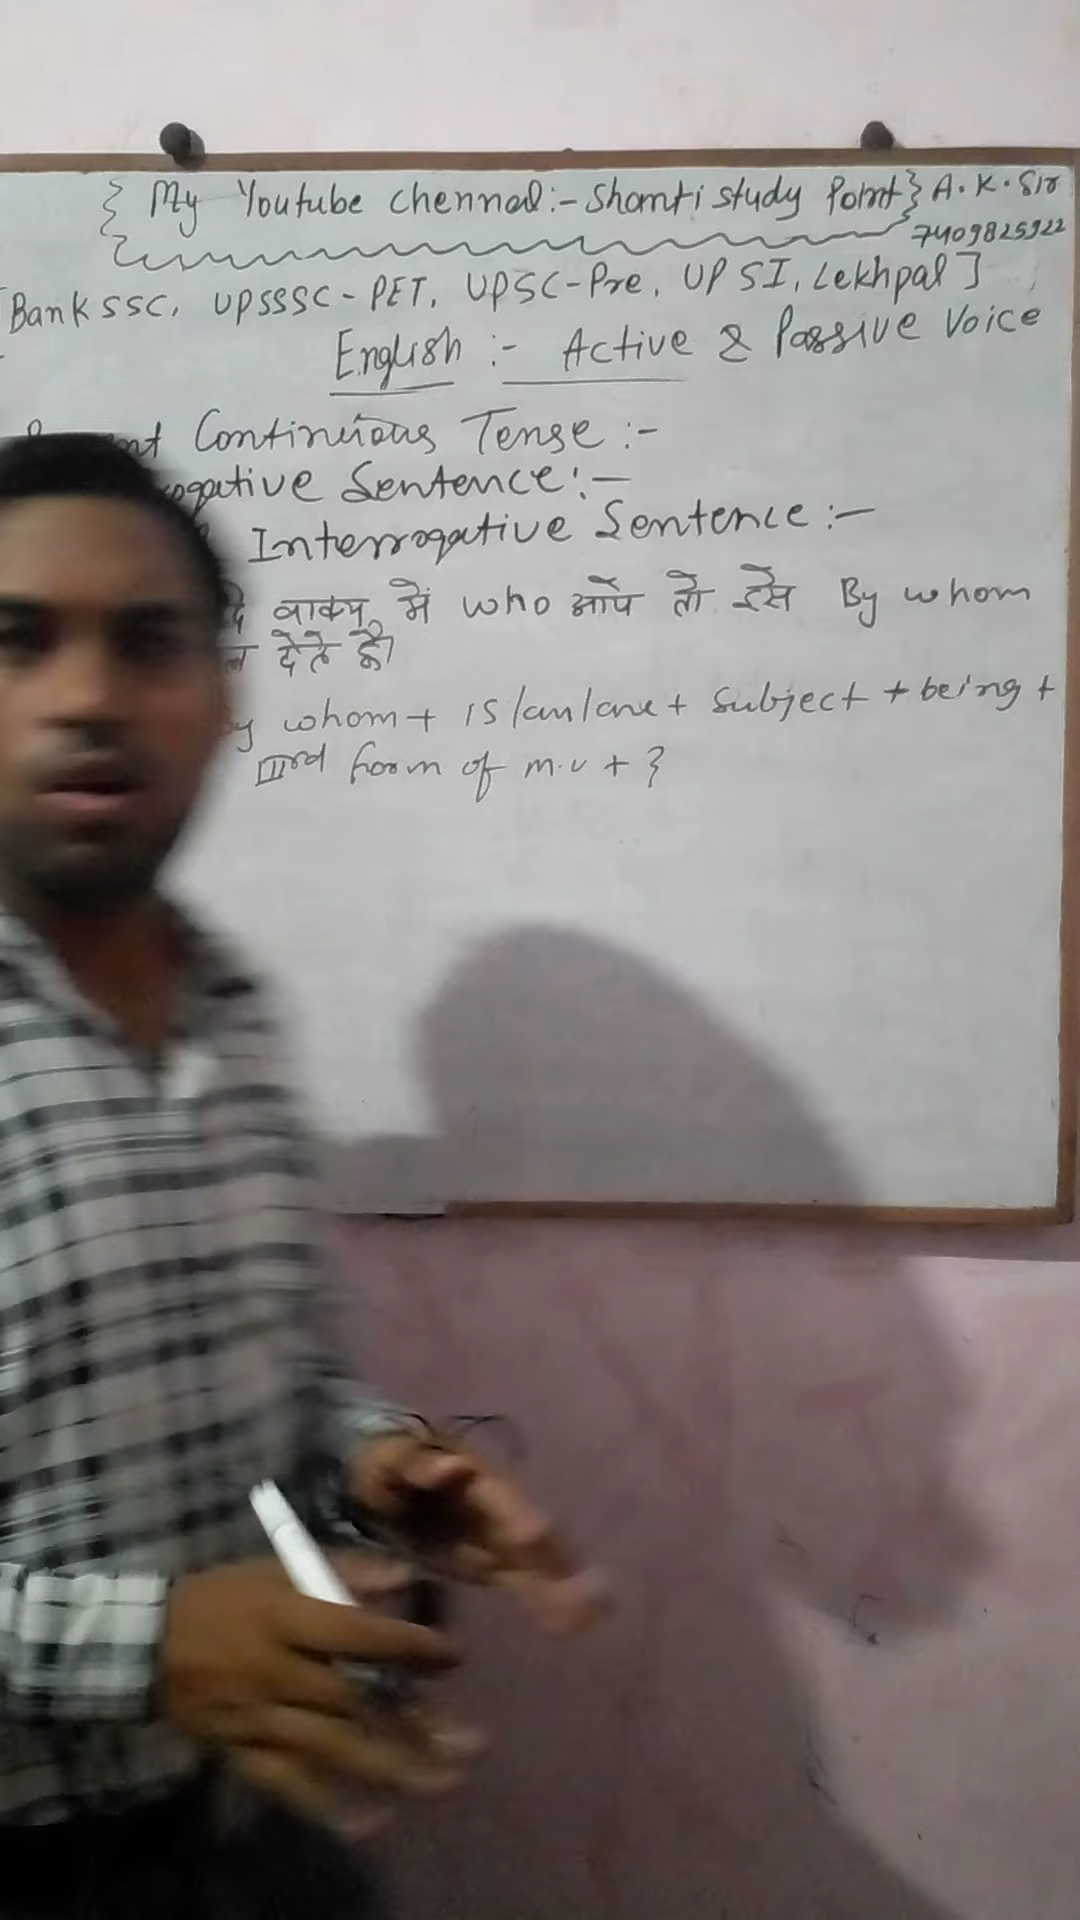 { My Youtube chennal:- Shanti study Point} A.K.Sir
7409825922
[Bank SSC, UPSSSC-PET, UPSC-Pre, UP SI, Lekhpal]
English :- Active & Passive Voice
Continuous Tense :-
Sentence :-
Interrogative Sentence :-
वाक्य में who आये तो इसे By whom
देते है।
whom + is/am/are + Subject + being +
IIIrd form of m.v + ?